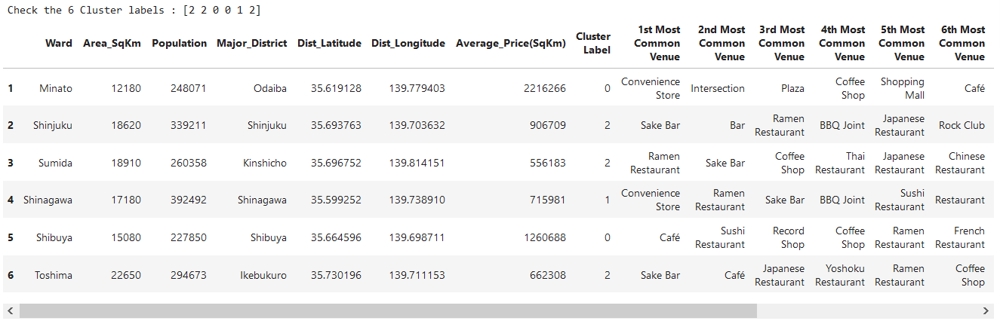 Check the 6 Cluster labels : [2 2 0 0 1 2]
Ward Area_SqKm Population Major_District Dist_Latitude Dist_Longitude Average_Price(SqKm) Cluster Label 1st Most Common Venue 2nd Most Common Venue 3rd Most Common Venue 4th Most Common Venue 5th Most Common Venue 6th Most Common Venue
1 Minato 12180 248071 Odaiba 35.619128 139.779403 2216266 0 Convenience Store Intersection Plaza Coffee Shop Shopping Mall Café
2 Shinjuku 18620 339211 Shinjuku 35.693763 139.703632 906709 2 Sake Bar Bar Ramen Restaurant BBQ Joint Japanese Restaurant Rock Club
3 Sumida 18910 260358 Kinshicho 35.696752 139.814151 556183 2 Ramen Restaurant Sake Bar Coffee Shop Thai Restaurant Japanese Restaurant Chinese Restaurant
4 Shinagawa 17180 392492 Shinagawa 35.599252 139.738910 715981 1 Convenience Store Ramen Restaurant Sake Bar BBQ Joint Sushi Restaurant Restaurant
5 Shibuya 15080 227850 Shibuya 35.664596 139.698711 1260688 0 Café Sushi Restaurant Record Shop Coffee Shop Ramen Restaurant French Restaurant
6 Toshima 22650 294673 Ikebukuro 35.730196 139.711153 662308 2 Sake Bar Café Japanese Restaurant Yoshoku Restaurant Ramen Restaurant Coffee Shop